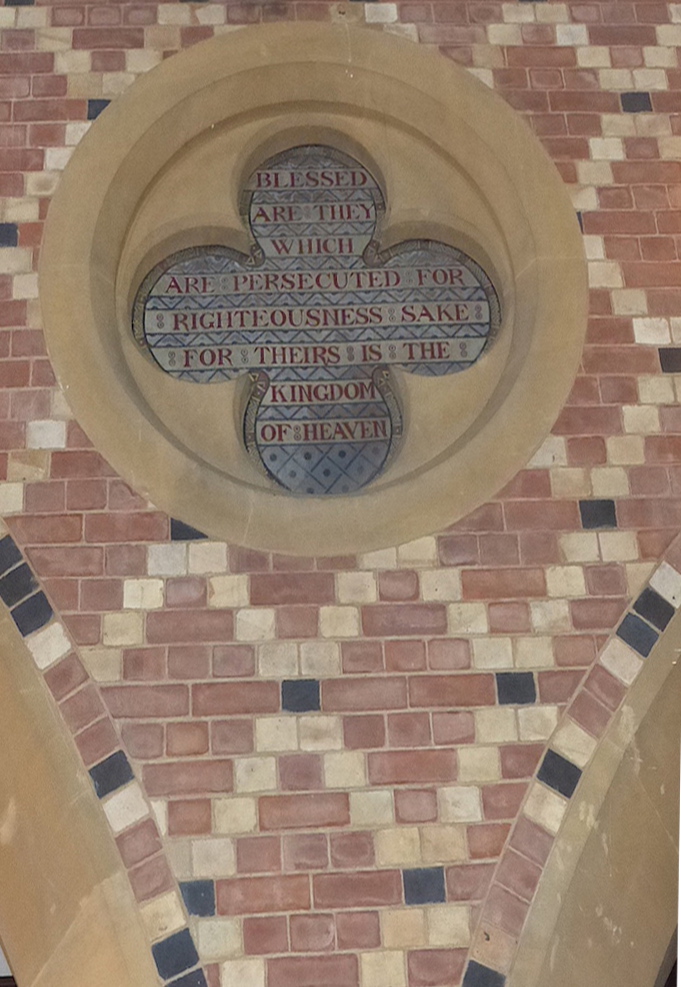 BLESSED
ARE THEY
WHICH
ARE PERSECUTED FOR
RIGHTEOUSNESS SAKE
FOR THEIRS IS THE
KINGDOM
OF HEAVEN